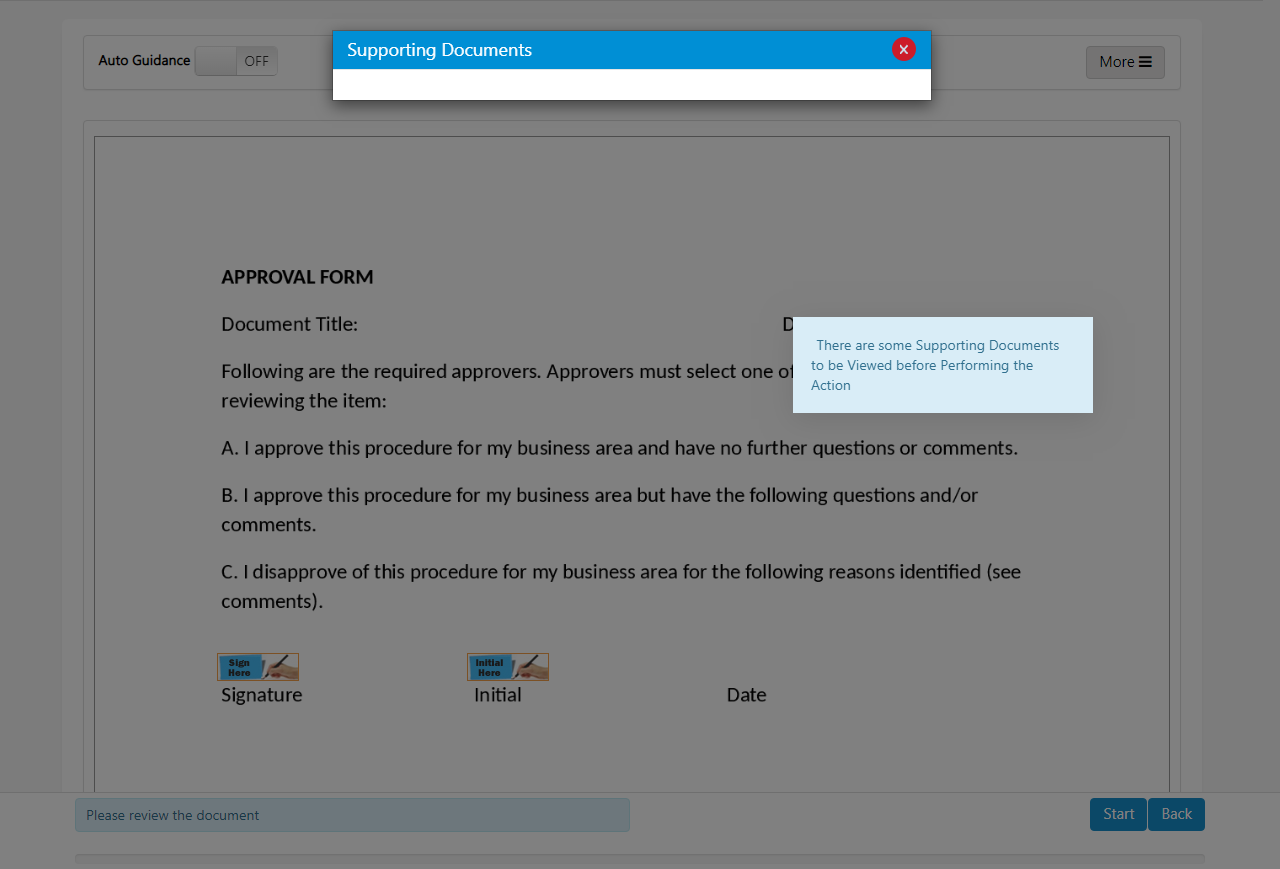 Supporting Documents
Auto Guidance OFF
More
APPROVAL FORM
Document Title:
There are some Supporting Documents
to be Viewed before Performing the
Action
Following are the required approvers. Approvers must select one of
reviewing the item:
A. I approve this procedure for my business area and have no further questions or comments.
B. I approve this procedure for my business area but have the following questions and/or
comments.
C. I disapprove of this procedure for my business area for the following reasons identified (see
comments).
Sign
Here
Initial
Here
Signature Initial Date
Please review the document
Start Back